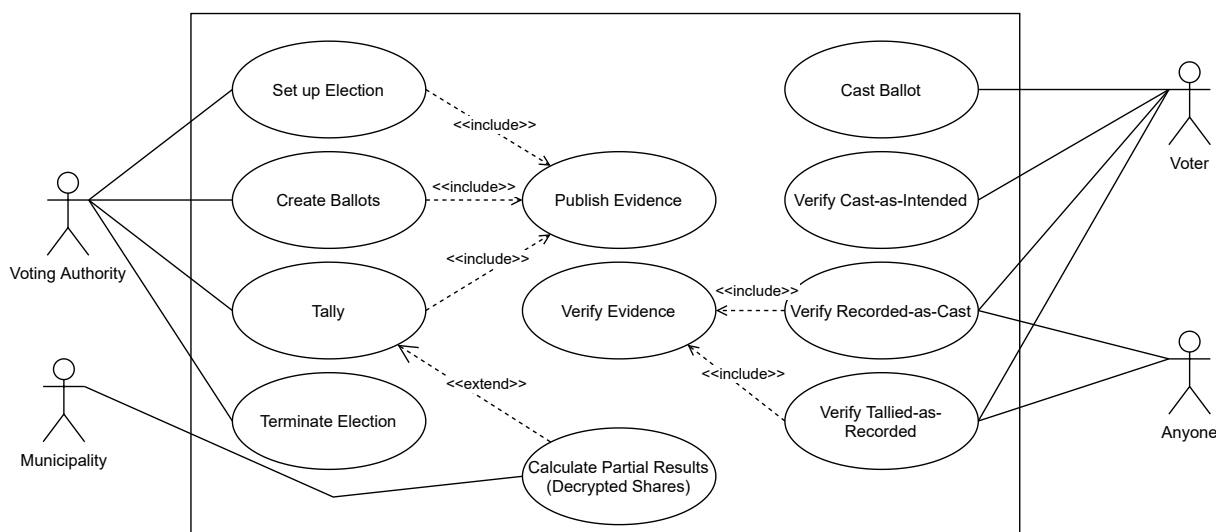 Set up Election
Cast Ballot
<<include>>
Voter
Create Ballots
<<include>>
Publish Evidence
Verify Cast-as-Intended
Voting Authority
<<include>>
Tally
Verify Evidence
<<include>>
Verify Recorded-as-Cast
<<extend>>
<<include>>
Terminate Election
Verify Tallied-as-
Recorded
Anyone
Municipality
Calculate Partial Results
(Decrypted Shares)